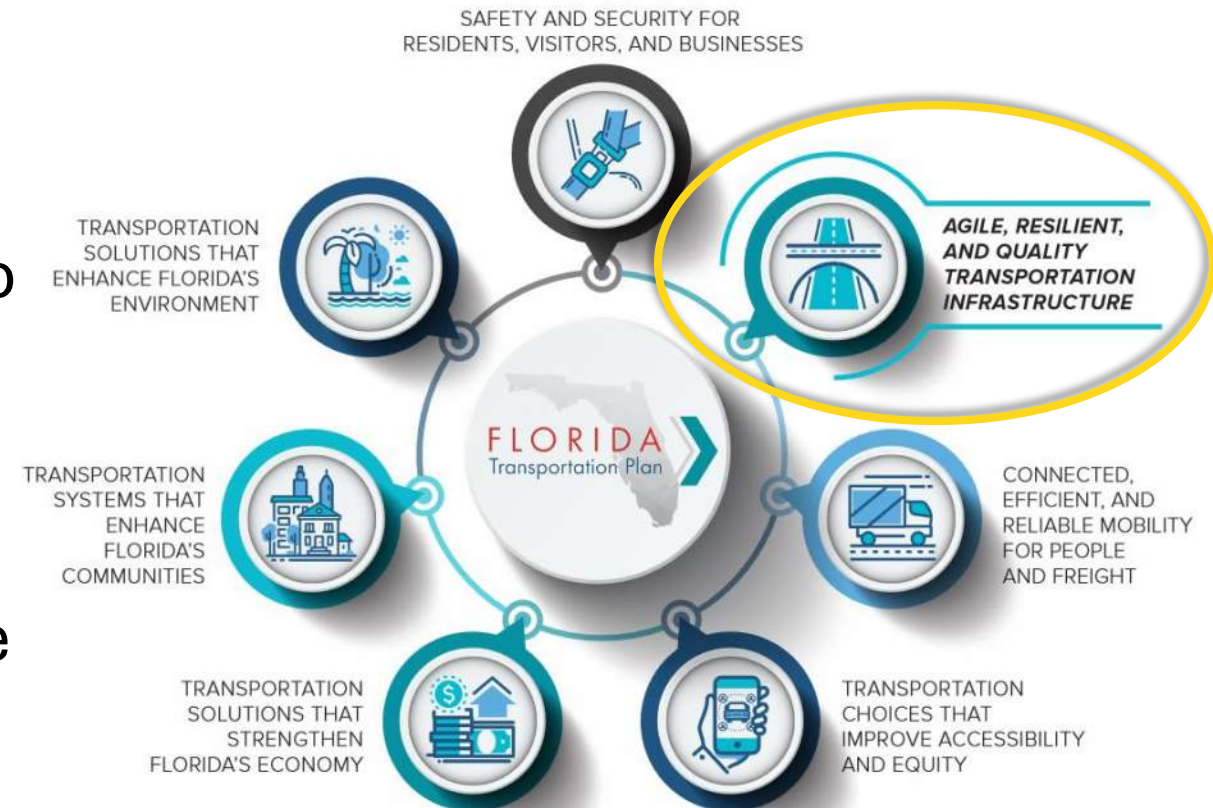 SAFETY AND SECURITY FOR
RESIDENTS, VISITORS, AND BUSINESSES
AGILE, RESILIENT,
AND QUALITY
TRANSPORTATION
INFRASTRUCTURE
CONNECTED,
EFFICIENT, AND
RELIABLE MOBILITY
FOR PEOPLE
AND FREIGHT
TRANSPORTATION
CHOICES THAT
IMPROVE ACCESSIBILITY
AND EQUITY
TRANSPORTATION
SOLUTIONS THAT
STRENGTHEN
FLORIDA'S ECONOMY
TRANSPORTATION
SYSTEMS THAT
ENHANCE
FLORIDA'S
COMMUNITIES
TRANSPORTATION
SOLUTIONS THAT
ENHANCE FLORIDA'S
ENVIRONMENT
FLORIDA
Transportation Plan
$